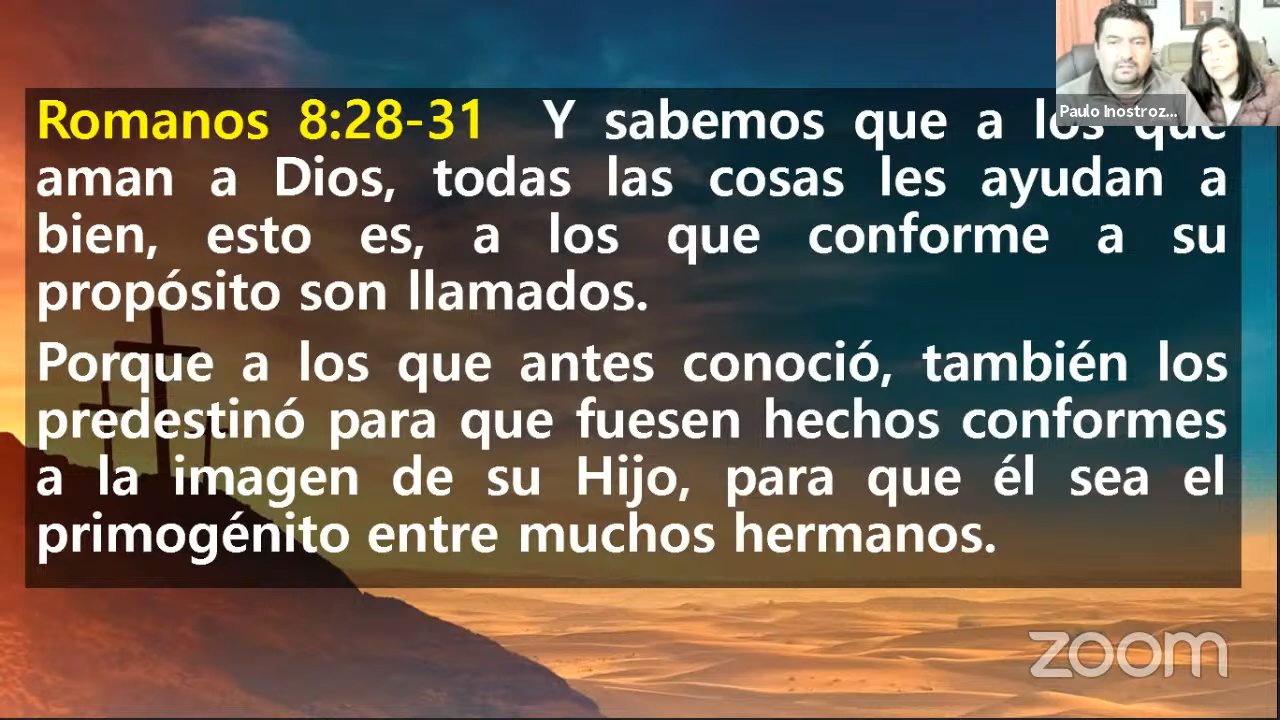 Paulo Inostroz...
Romanos 8:28-31 Y sabemos que a los que
aman a Dios, todas las cosas les ayudan a
bien, esto es, a los que conforme a su
propósito son llamados.
Porque a los que antes conoció, también los
predestinó para que fuesen hechos conformes
a la imagen de su Hijo, para que él sea el
primogénito entre muchos hermanos.
zoom